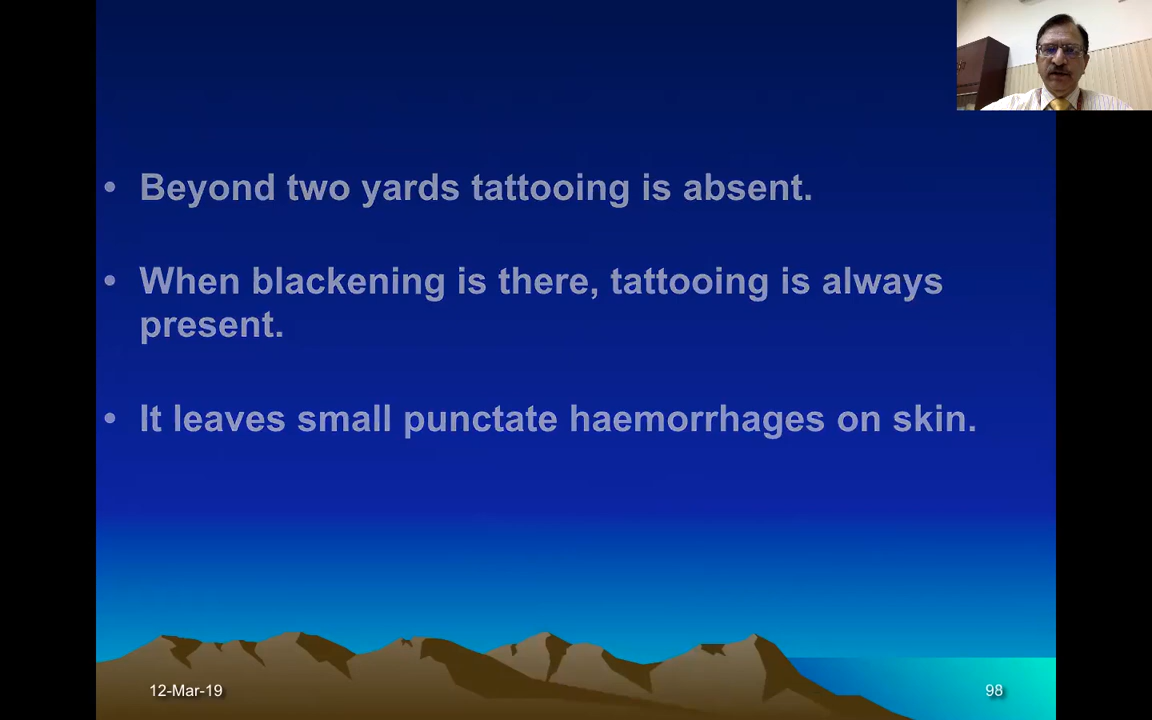 • Beyond two yards tattooing is absent.
• When blackening is there, tattooing is always
present.
• It leaves small punctate haemorrhages on skin.
12-Mar-19
98